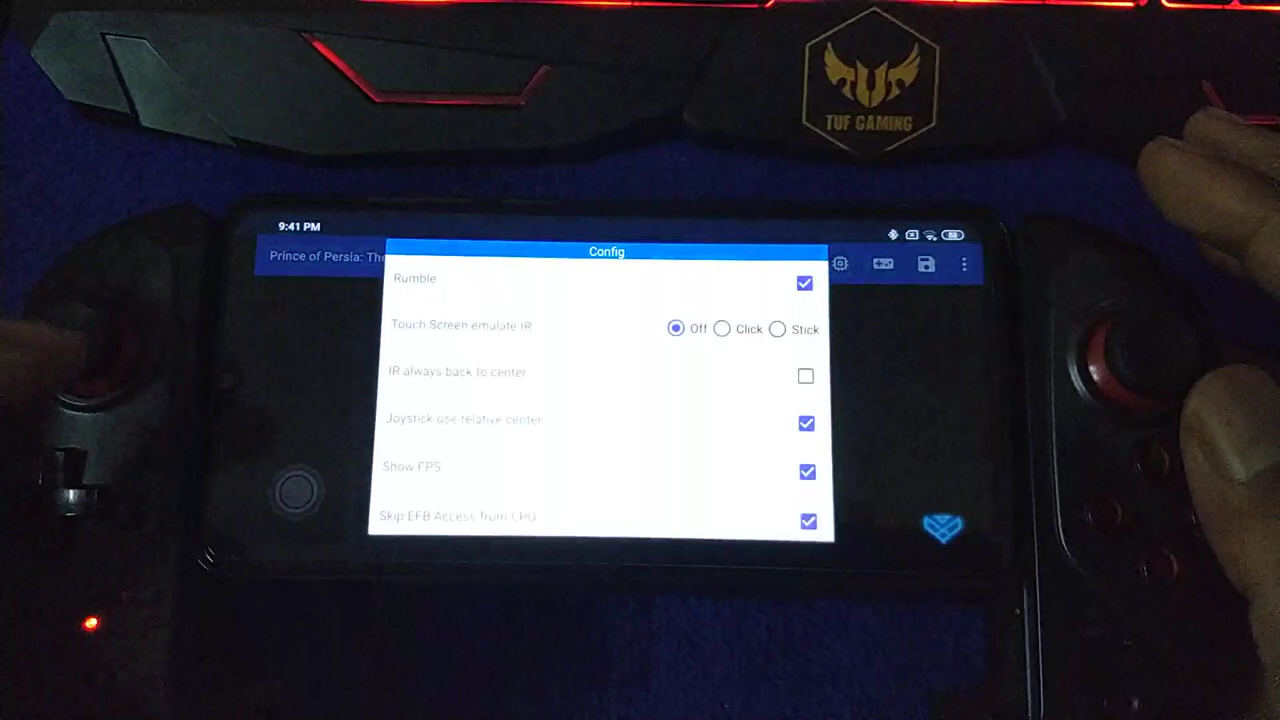 TUF GAMING
9:41 PM
53
Config
Prince of Persia: The
Rumble
Touch Screen emulate IR
Off Click Stick
IR always back to center
Joystick use relative center
Show FPS
Skip EFB Access from CPU